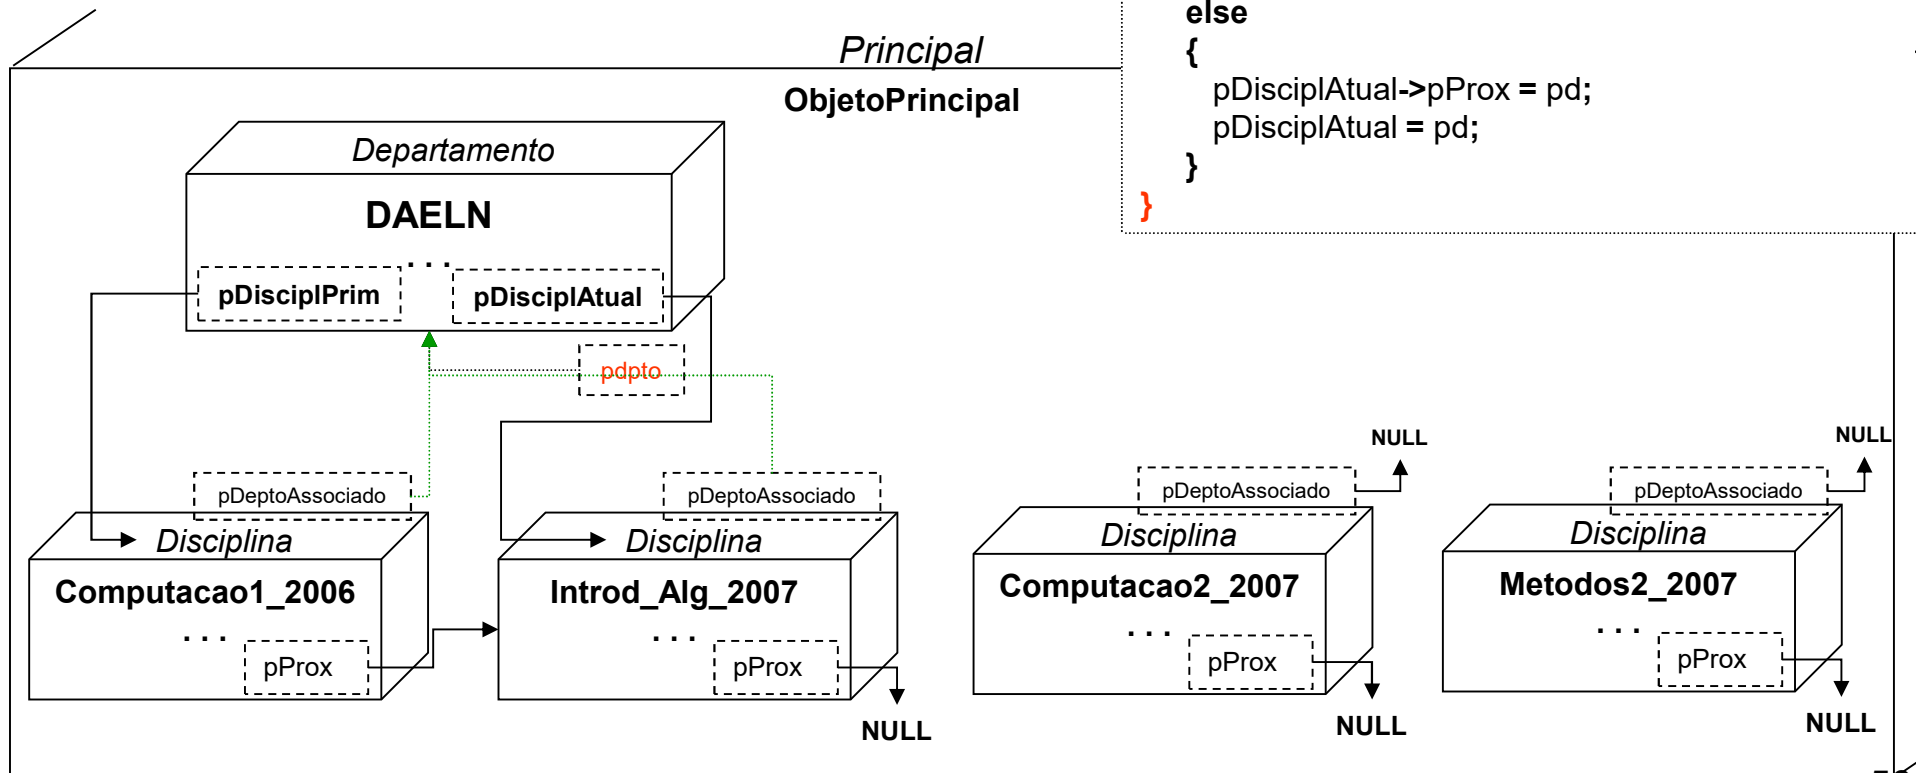 else
{
pDisciplAtual->pProx = pd;
pDisciplAtual = pd;
}
}
Principal
ObjetoPrincipal
Departamento
DAELN
. . .
pDisciplPrim
pDisciplAtual
pdpto
NULL
NULL
pDeptoAssociado
pDeptoAssociado
pDeptoAssociado
pDeptoAssociado
Disciplina
Disciplina
Disciplina
Disciplina
Computacao1_2006
Introd_Alg_2007
Computacao2_2007
Metodos2_2007
. . .
. . .
. . .
. . .
pProx
pProx
pProx
pProx
NULL
NULL
NULL